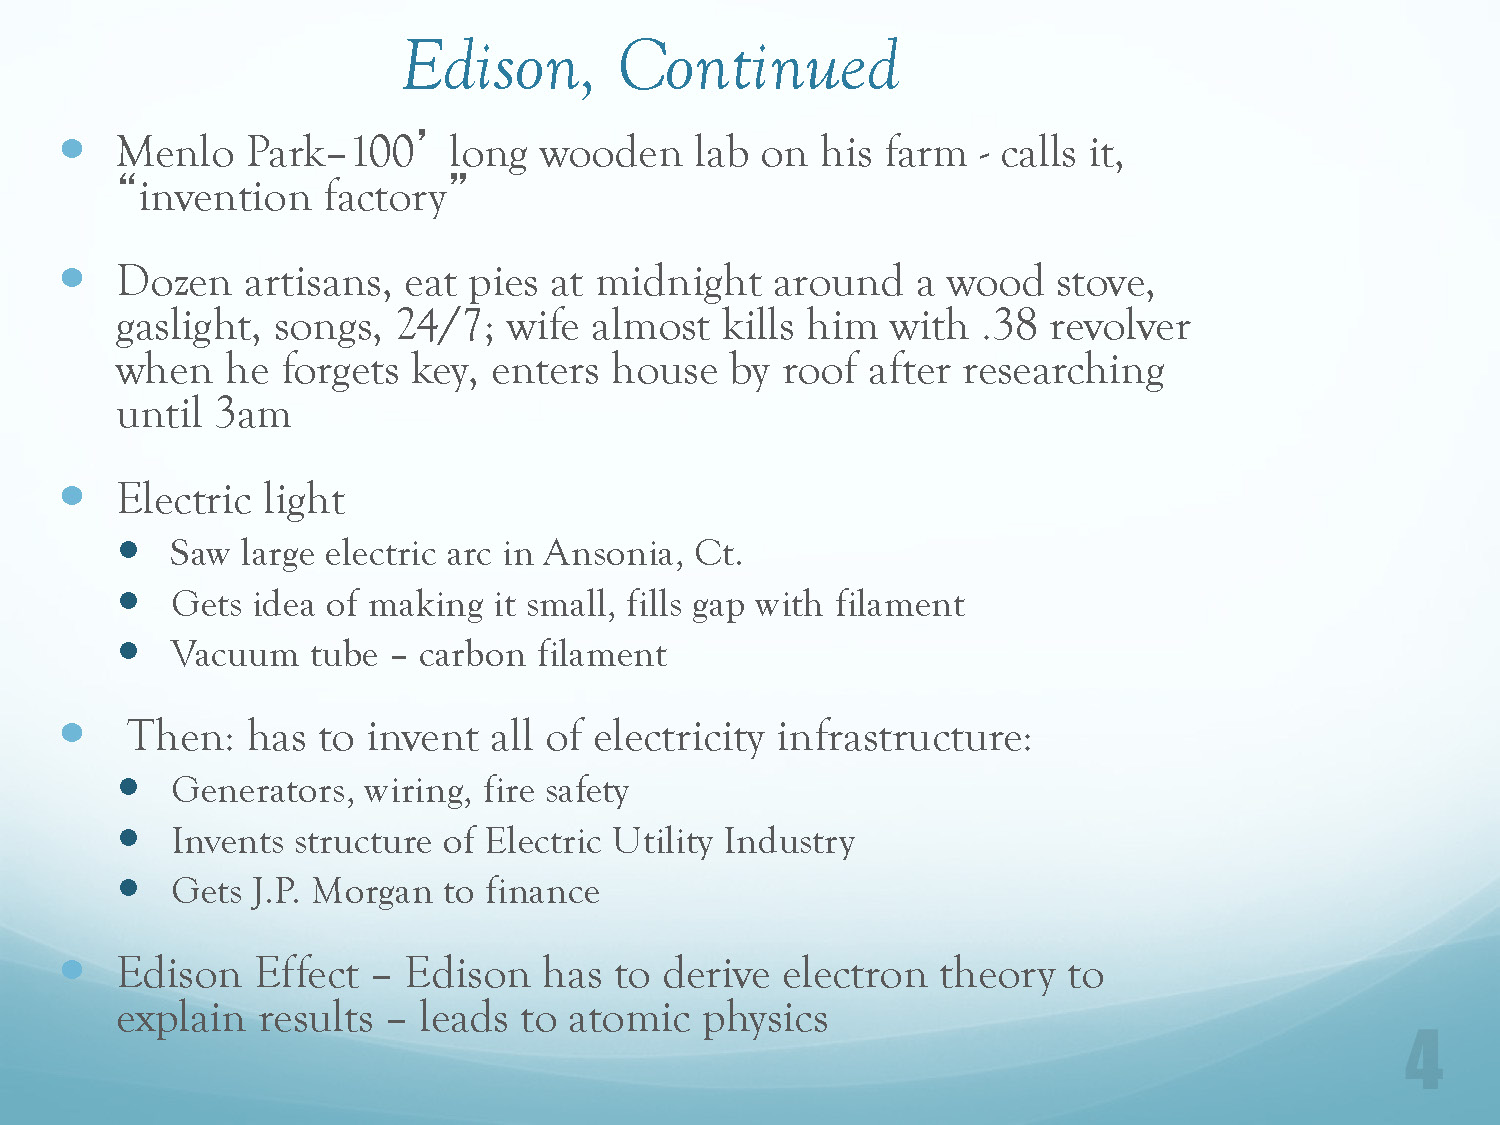 Edison, Continued
• Menlo Park–100’ long wooden lab on his farm - calls it,
“invention factory”
• Dozen artisans, eat pies at midnight around a wood stove,
gaslight, songs, 24/7; wife almost kills him with .38 revolver
when he forgets key, enters house by roof after researching
until 3am
• Electric light
• Saw large electric arc in Ansonia, Ct.
• Gets idea of making it small, fills gap with filament
• Vacuum tube – carbon filament
• Then: has to invent all of electricity infrastructure:
• Generators, wiring, fire safety
• Invents structure of Electric Utility Industry
• Gets J.P. Morgan to finance
• Edison Effect – Edison has to derive electron theory to
explain results – leads to atomic physics
4